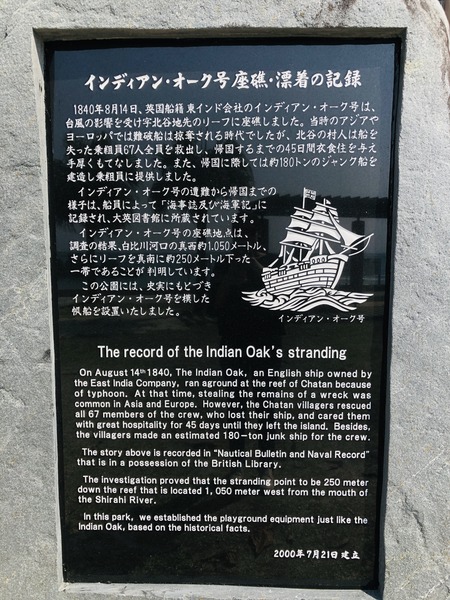 インディアン・オーク号座礁・漂着の記録
1840年8月14日、英国船籍東インド会社のインディアン・オーク号は、
台風の影響を受け字北谷地先のリーフに座礁しました。当時のアジアや
ヨーロッパでは難破船は掠奪される時代でしたが、北谷の村人は船を
失った乗組員67人全員を救出し、帰国するまでの45日間衣食住を与え
手厚くもてなしました。また、帰国に際しては約180トンのジャンク船を
建造し乗組員に提供しました。
インディアン・オーク号の遭難から帰国までの
様子は、船員によって「海事誌及び海軍記」に
記録され、大英図書館に所蔵されています。
インディアン・オーク号の座礁地点は、
調査の結果、白比川河口の真西約1.050メートル、
さらにリーフを真南に約250メートル下った
一帯であることが判明しています。
この公園には、史実にもとづき
インディアン・オーク号を模した
帆船を設置いたしました。
インディアン・オーク号
The record of the Indian Oak's stranding
On August 14th 1840, The Indian Oak, an English ship owned by
the East India Company, ran aground at the reef of Chatan because
of typhoon. At that time, stealing the remains of a wreck was
common in Asia and Europe. However, the Chatan villagers rescued
all 67 members of the crew, who lost their ship, and cared them
with great hospitality for 45 days until they left the island. Besides,
the villagers made an estimated 180-ton junk ship for the crew.
The story above is recorded in "Nautical Bulletin and Naval Record"
that is in a possession of the British Library.
The investigation proved that the stranding point to be 250 meter
down the reef that is located 1, 050 meter west from the mouth of
the Shirahi River.
In this park, we established the playground equipment just like the
Indian Oak, based on the historical facts.
2000年7月21日建立